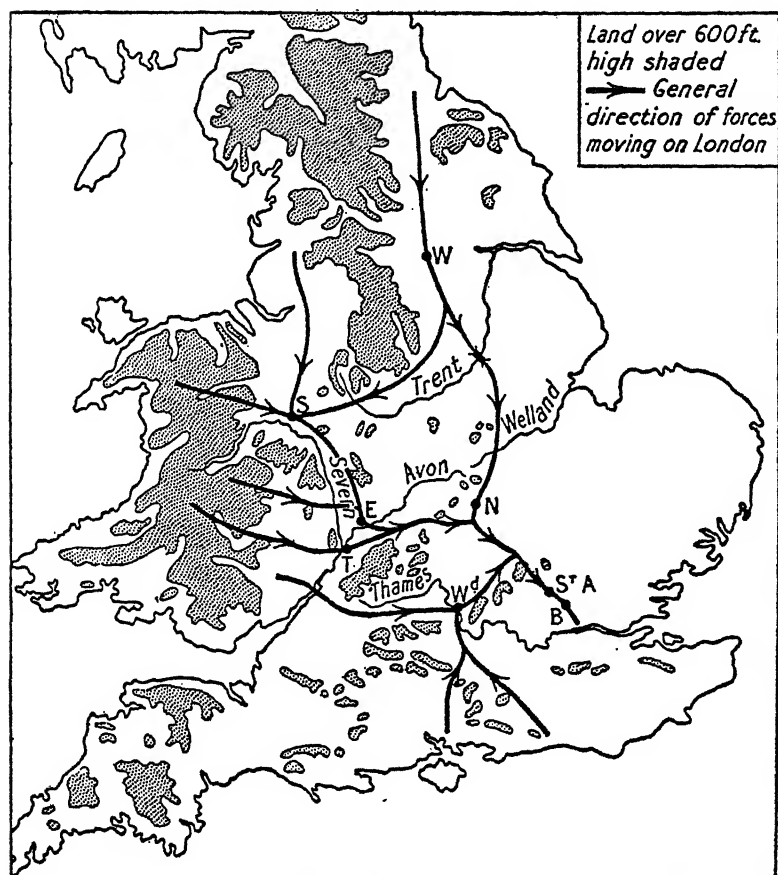 Land over 600ft.
high shaded
General
direction of forces
moving on London
W
Trent
Welland
S
Severn
Avon
E
N
T
Thames
Wd
ST A
B